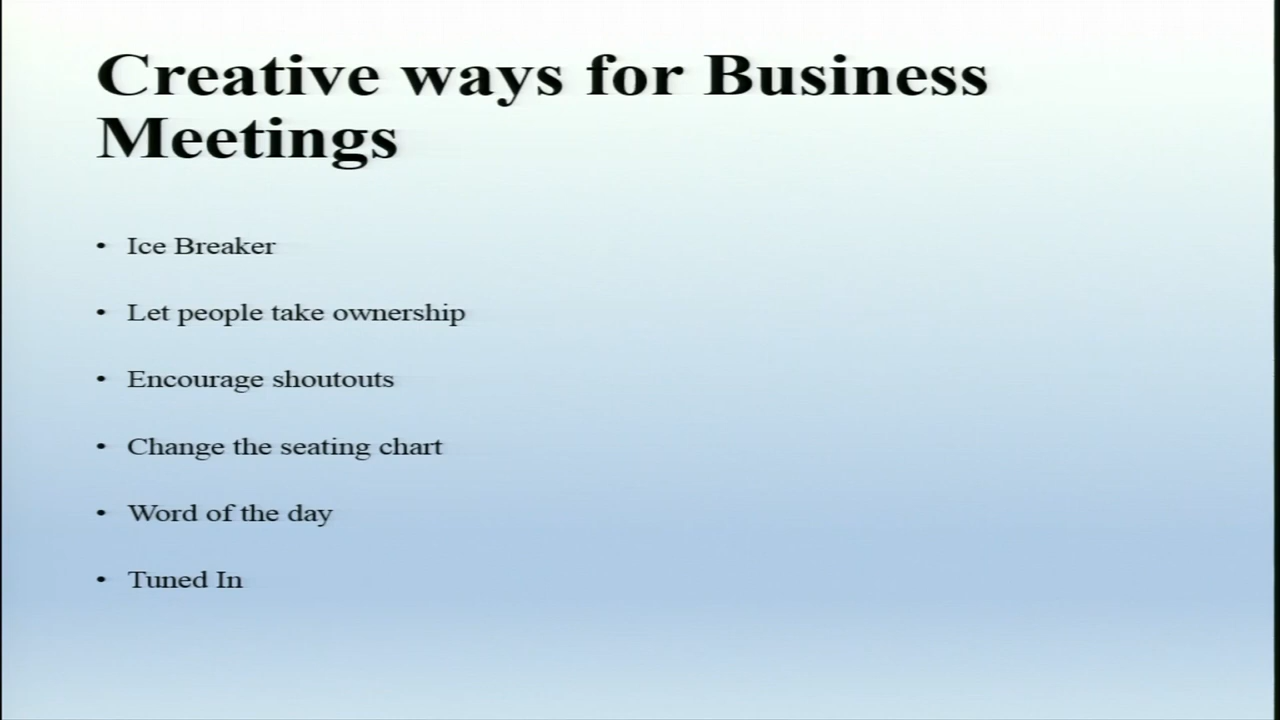 Creative ways for Business
Meetings
• Ice Breaker
• Let people take ownership
• Encourage shoutouts
• Change the seating chart
• Word of the day
• Tuned In